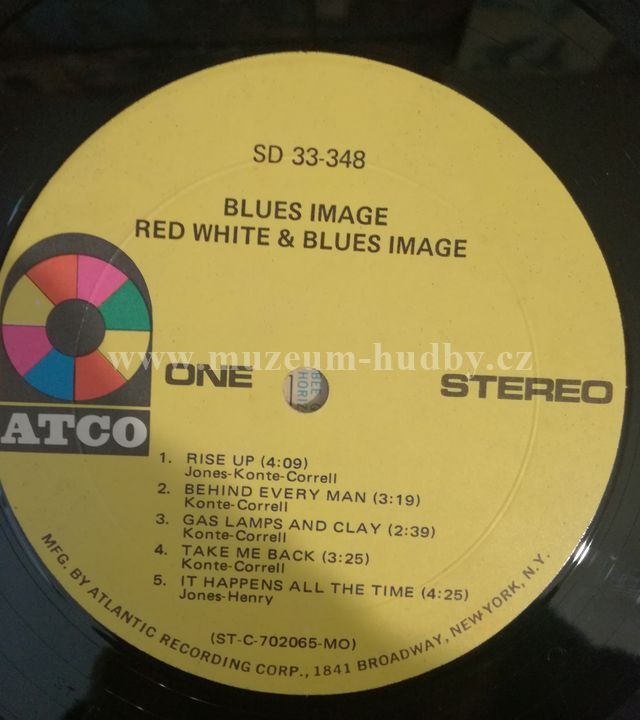 SD 33-348
BLUES IMAGE
RED WHITE & BLUES IMAGE
www.muzeum-hudby.cz
ONE
STEREO
ATCO
1. RISE UP (4:09)
Jones-Konte-Correll
2. BEHIND EVERY MAN (3:19)
Konte-Correll
3. GAS LAMPS AND CLAY (2:39)
Konte-Correll
4. TAKE ME BACK (3:25)
Konte-Correll
5. IT HAPPENS ALL THE TIME (4:25)
Jones-Henry
(ST-C-702065-MO)
MFG. BY ATLANTIC RECORDING CORP., 1841 BROADWAY, NEW YORK, N.Y.